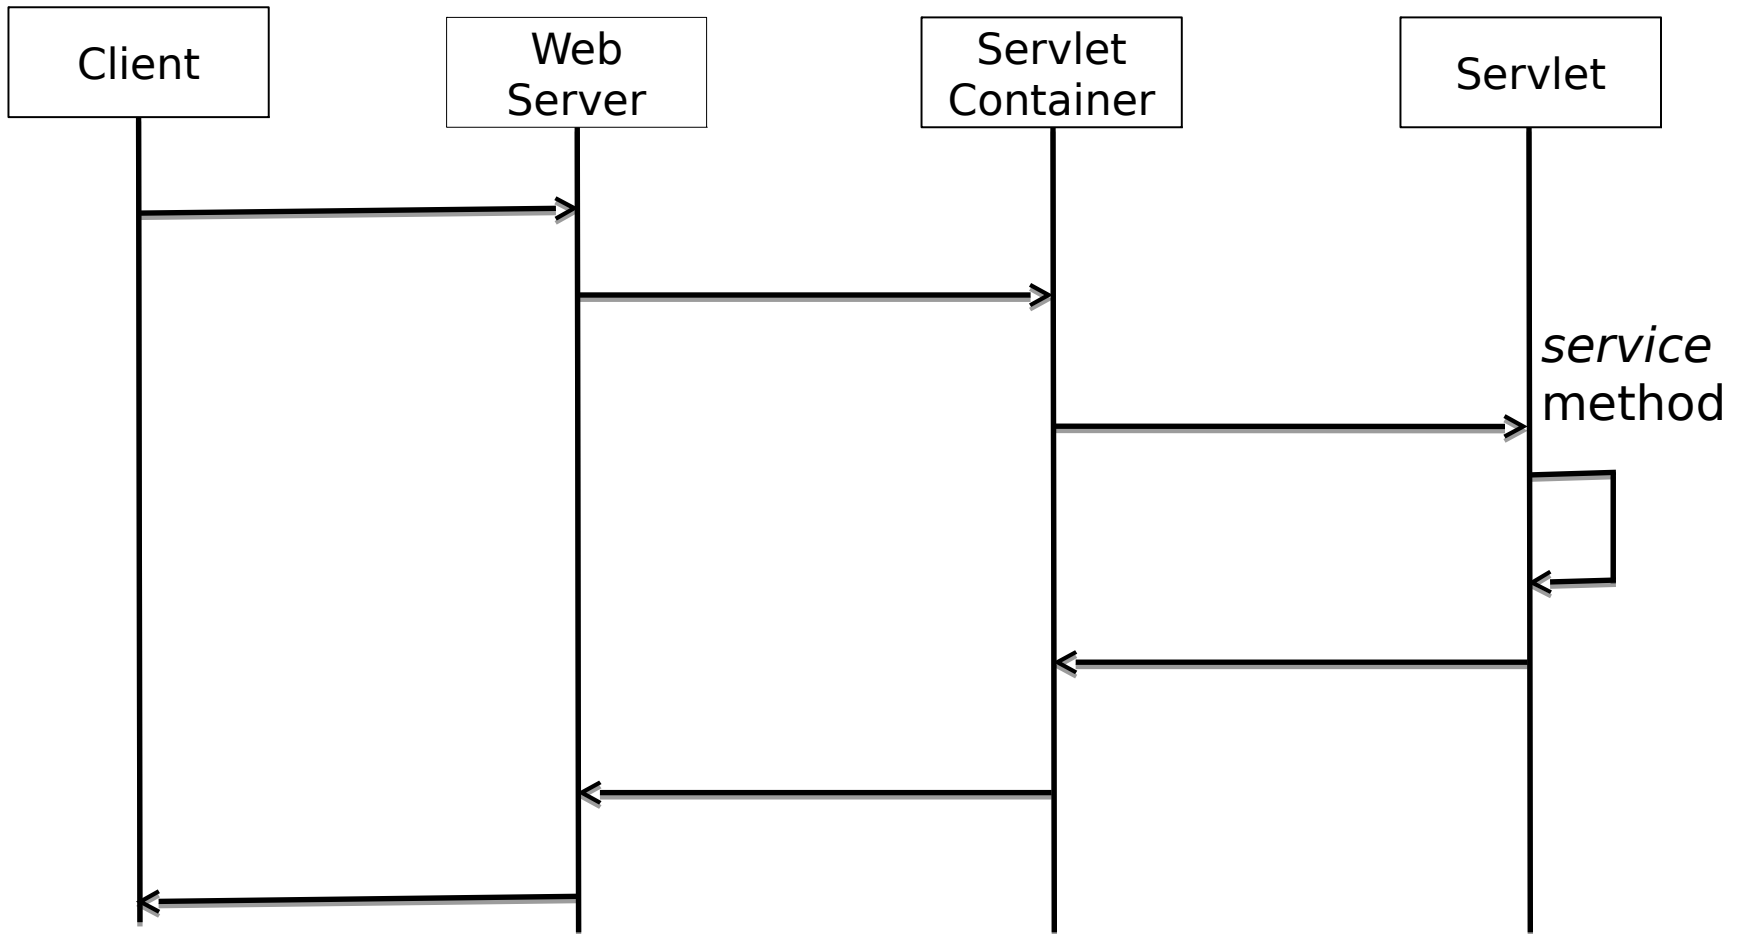 Client
Web
Server
Servlet
Container
Servlet
service
method